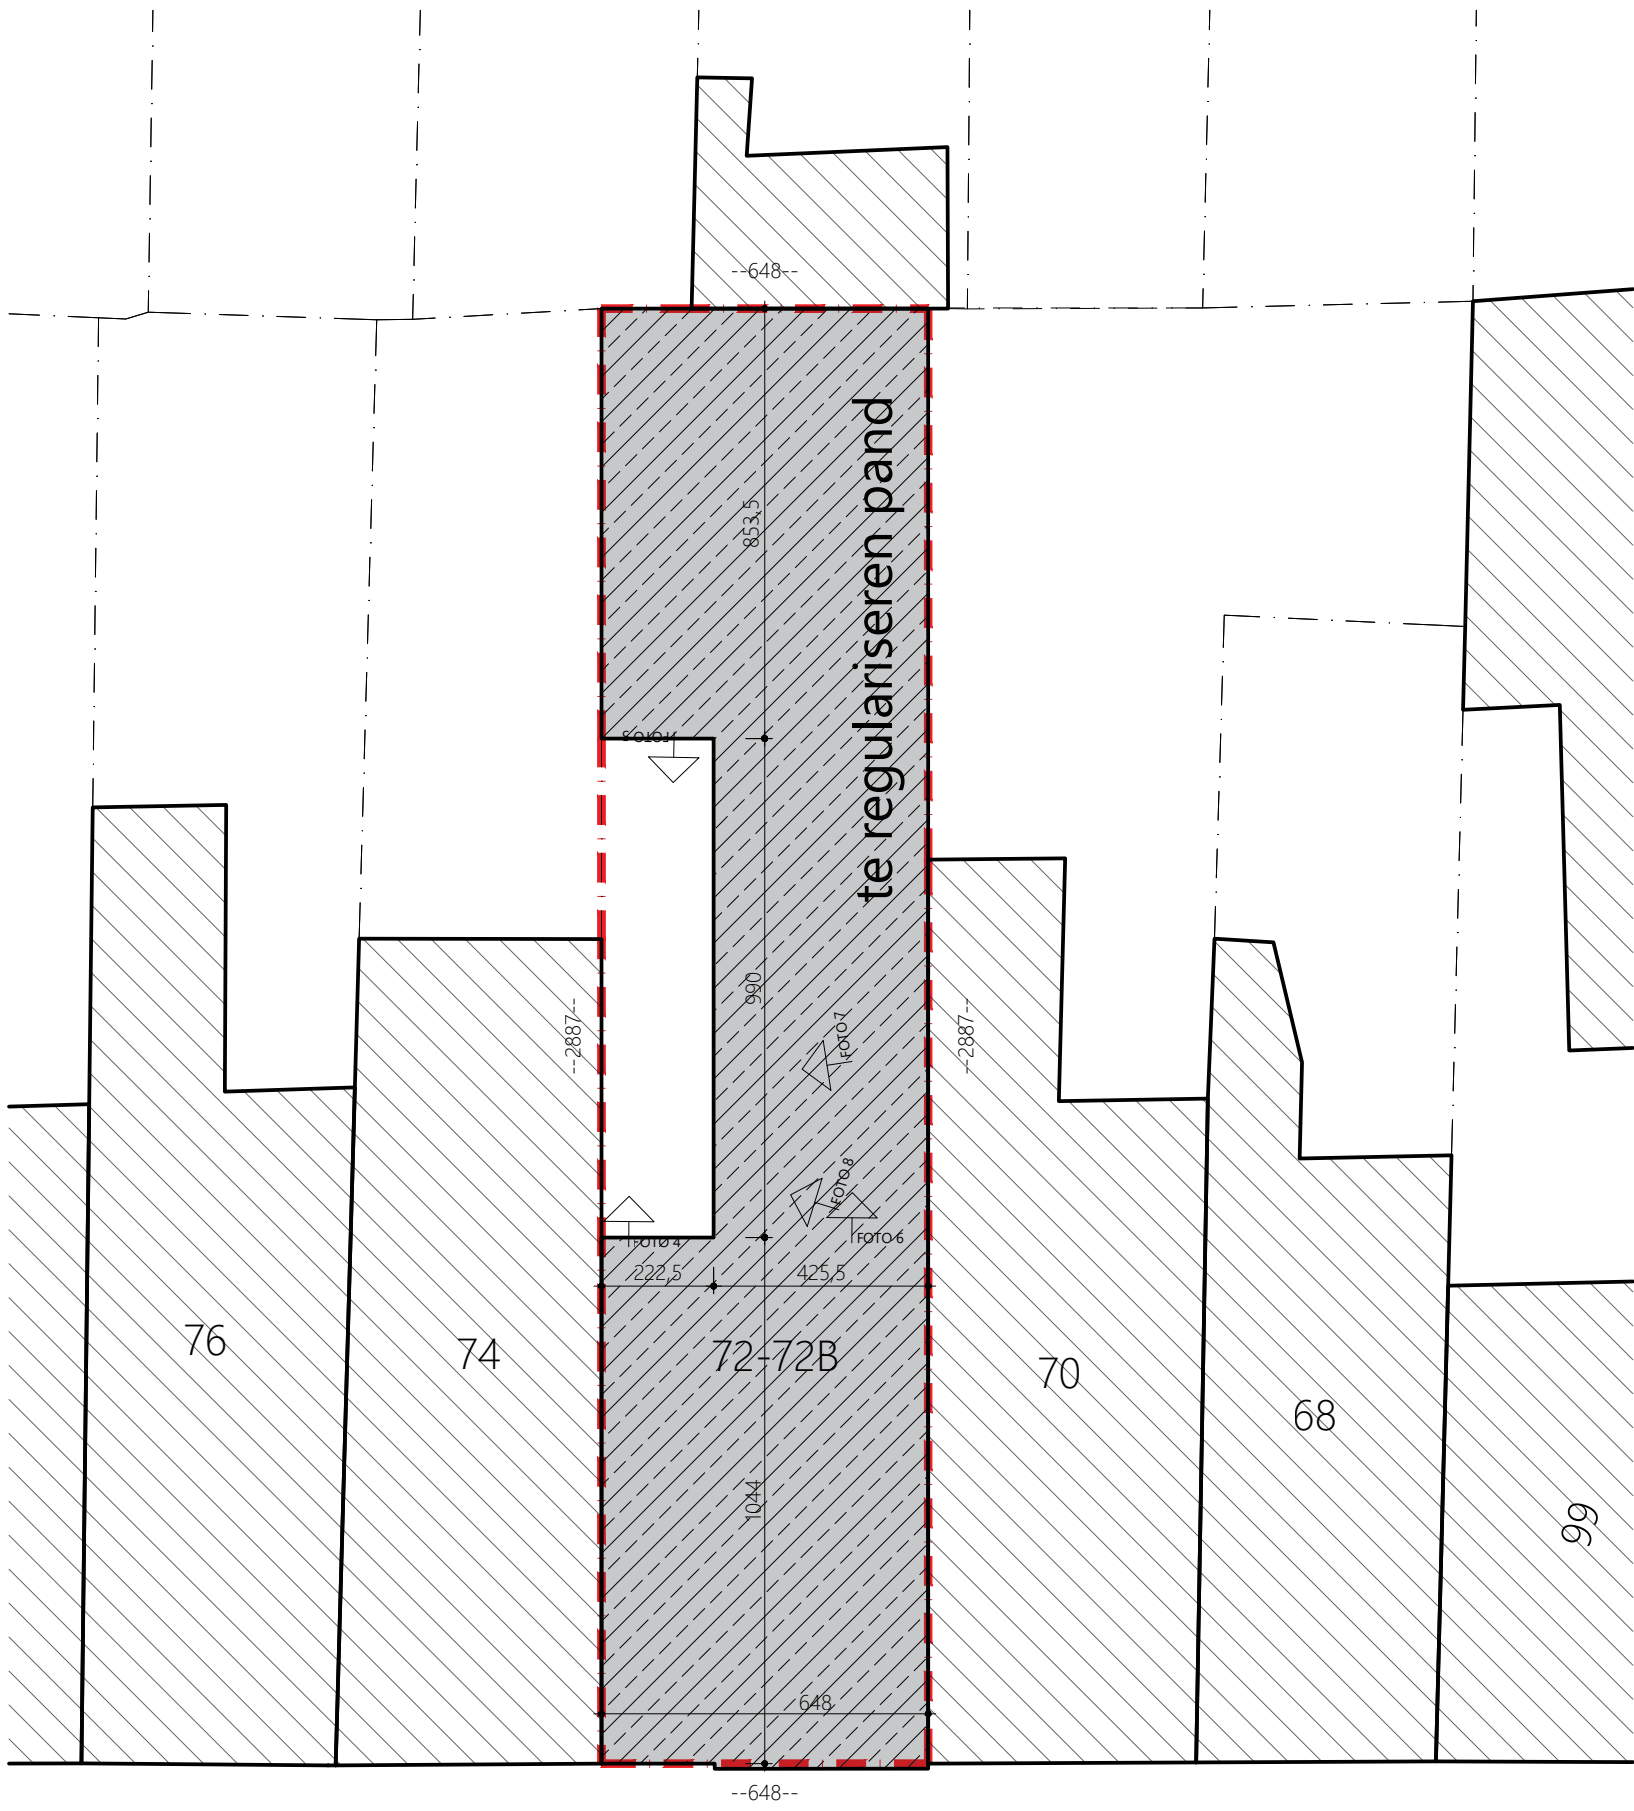 --648--
853,5
te regulariseren pand
FOTO 5
990
--2887--
--2887--
FOTO 7
FOTO 8
FOTO 4
FOTO 6
222,5
425,5
76
74
72-72B
70
68
1044
99
648
--648--